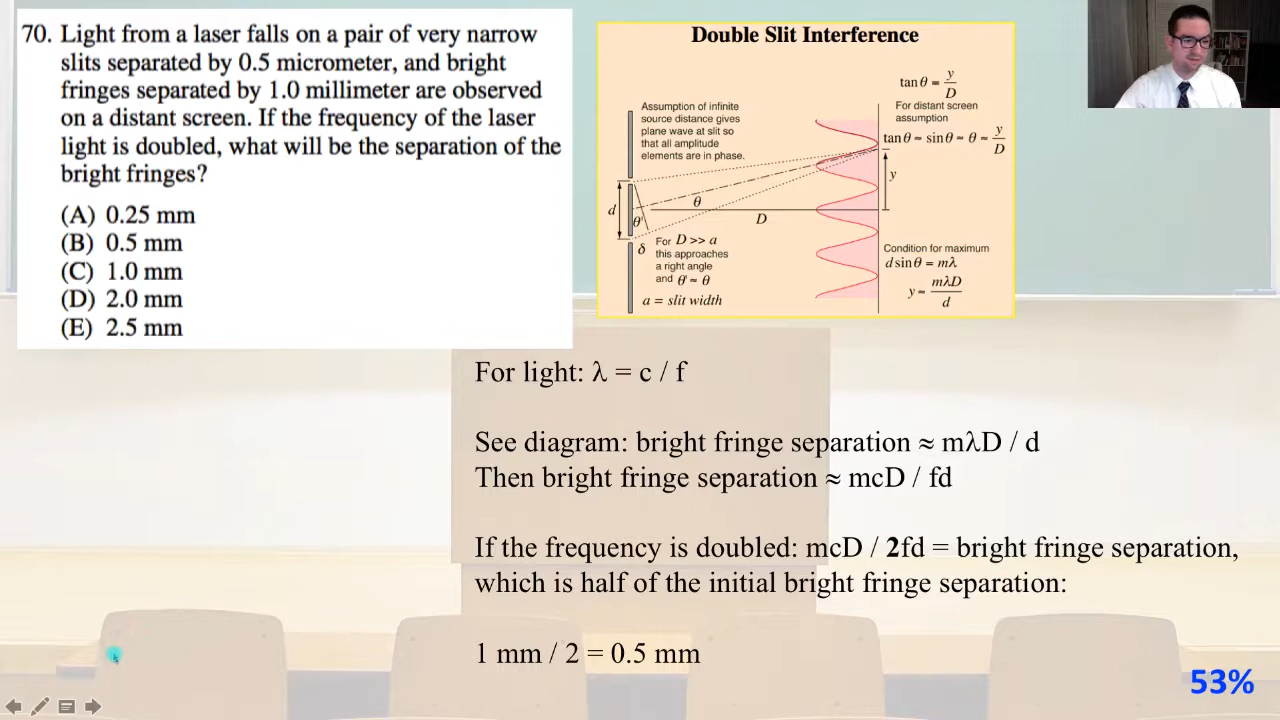 70. Light from a laser falls on a pair of very narrow
slits separated by 0.5 micrometer, and bright
fringes separated by 1.0 millimeter are observed
on a distant screen. If the frequency of the laser
light is doubled, what will be the separation of the
bright fringes?
(A) 0.25 mm
(B) 0.5 mm
(C) 1.0 mm
(D) 2.0 mm
(E) 2.5 mm
Double Slit Interference
Assumption of infinite
source distance gives
plane wave at slit so
that all amplitude
elements are in phase.
tanθ = y/D
For distant screen
assumption
tanθ ≈ sinθ ≈ θ ≈ y/D
y
d
θ
θ'
D
δ
For D >> a
this approaches
a right angle
and θ' ≈ θ
a = slit width
Condition for maximum
d sinθ = mλ
y ≈ mλD/d
For light: λ = c / f
See diagram: bright fringe separation ≈ mλD / d
Then bright fringe separation ≈ mcD / fd
If the frequency is doubled: mcD / 2fd = bright fringe separation,
which is half of the initial bright fringe separation:
1 mm / 2 = 0.5 mm
53%